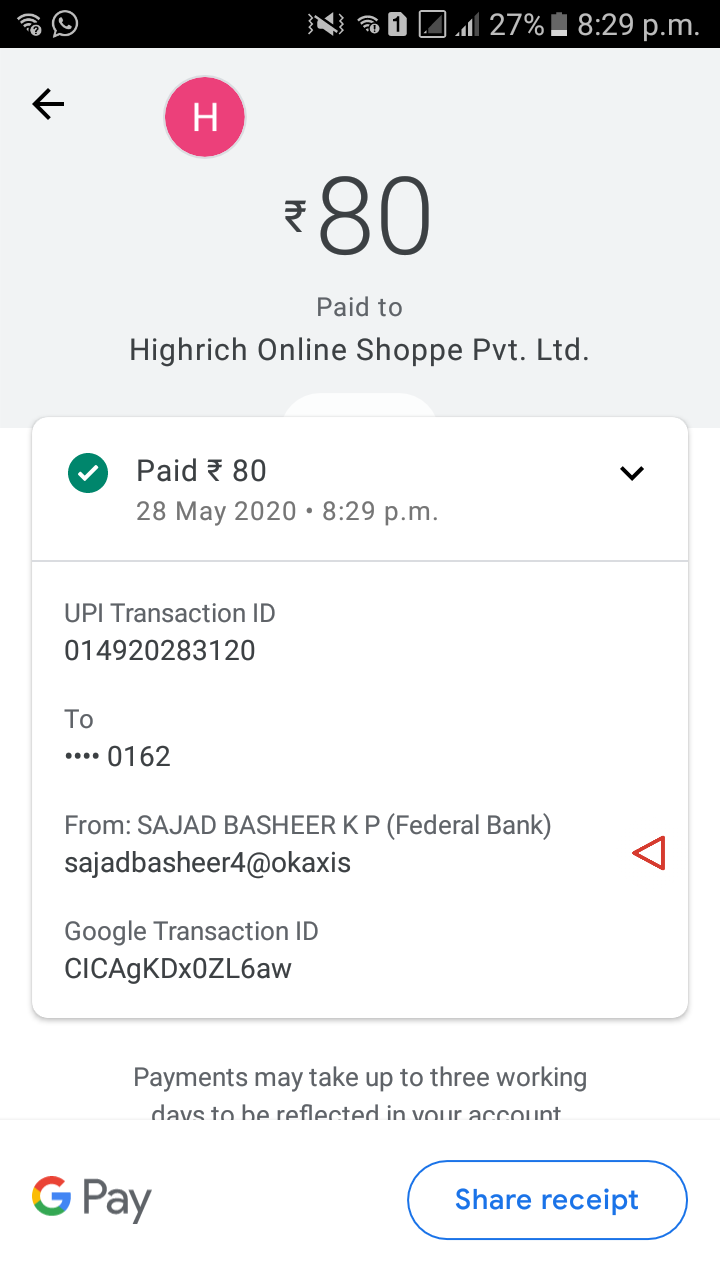 1 27% 8:29 p.m.
H
₹80
Paid to
Highrich Online Shoppe Pvt. Ltd.
Paid ₹ 80
28 May 2020 • 8:29 p.m.
UPI Transaction ID
014920283120
To
•••• 0162
From: SAJAD BASHEER K P (Federal Bank)
sajadbasheer4@okaxis
Google Transaction ID
CICAgKDx0ZL6aw
Payments may take up to three working
days to be reflected in your account
G Pay
Share receipt